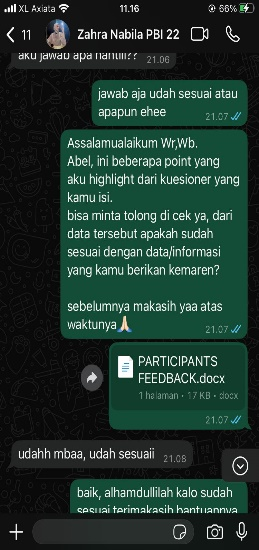 XL Axiata
11.16
66%
11
Zahra Nabila PBI 22
aku jawab apa nantiii??
21.06
jawab aja udah sesuai atau
apapun ehee
21.07
Assalamualaikum Wr,Wb.
Abel, ini beberapa point yang
aku highlight dari kuesioner yang
kamu isi.
bisa minta tolong di cek ya, dari
data tersebut apakah sudah
sesuai dengan data/informasi
yang kamu berikan kemaren?
sebelumnya makasih yaa atas
waktunya🙏🏻
21.07
PARTICIPANTS
FEEDBACK.docx
1 halaman • 17 KB • docx
21.07
udahh mbaa, udah sesuaii
21.08
baik, alhamdullilah kalo sudah
sesuai terimakasih bantuannya